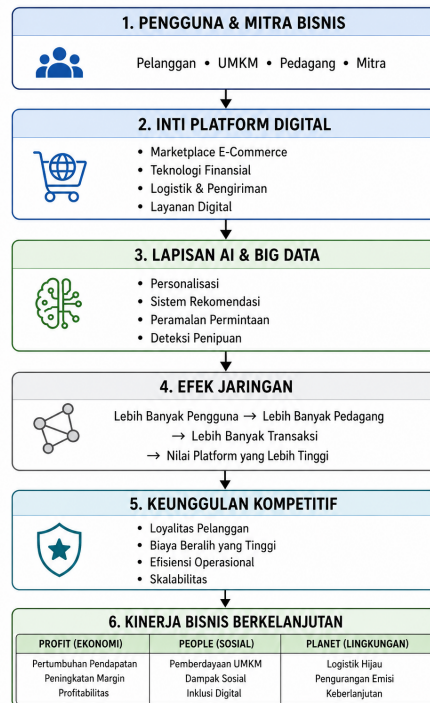 1. PENGGUNA & MITRA BISNIS
Pelanggan • UMKM • Pedagang • Mitra
2. INTI PLATFORM DIGITAL
• Marketplace E-Commerce
• Teknologi Finansial
• Logistik & Pengiriman
• Layanan Digital
3. LAPISAN AI & BIG DATA
• Personalisasi
• Sistem Rekomendasi
• Peramalan Permintaan
• Deteksi Penipuan
4. EFEK JARINGAN
Lebih Banyak Pengguna → Lebih Banyak Pedagang
→ Lebih Banyak Transaksi
→ Nilai Platform yang Lebih Tinggi
5. KEUNGGULAN KOMPETITIF
• Loyalitas Pelanggan
• Biaya Beralih yang Tinggi
• Efisiensi Operasional
• Skalabilitas
6. KINERJA BISNIS BERKELANJUTAN
PROFIT (EKONOMI)
Pertumbuhan Pendapatan
Peningkatan Margin
Profitabilitas
PEOPLE (SOSIAL)
Pemberdayaan UMKM
Dampak Sosial
Inklusi Digital
PLANET (LINGKUNGAN)
Logistik Hijau
Pengurangan Emisi
Keberlanjutan